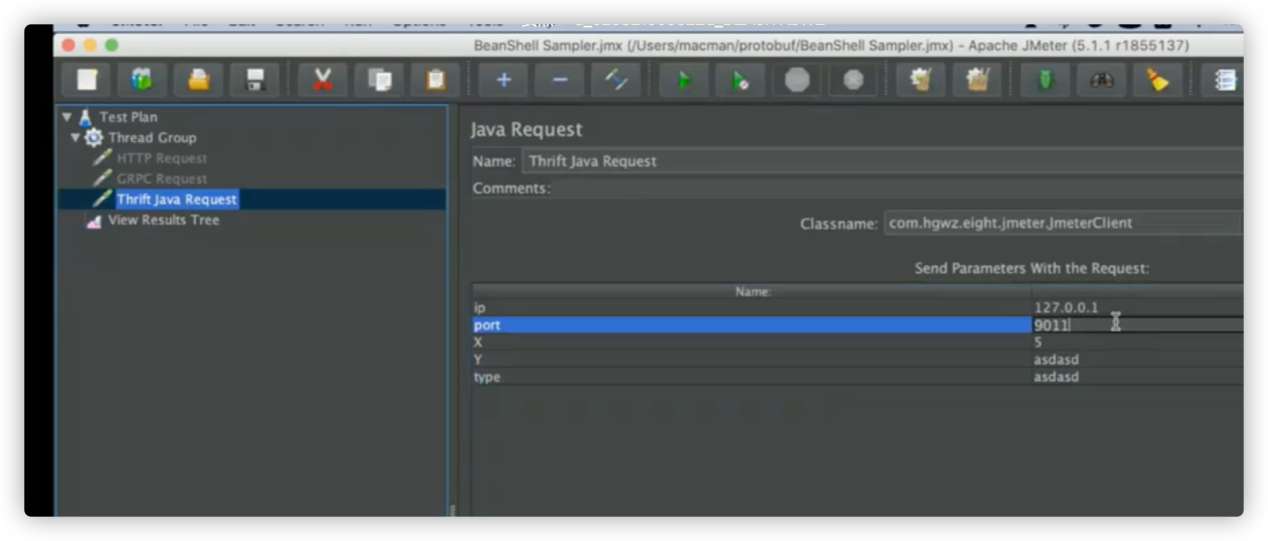 BeanShell Sampler.jmx (/Users/macman/protobuf/BeanShell Sampler.jmx) - Apache JMeter (5.1.1 r1855137)
Test Plan
Thread Group
HTTP Request
GRPC Request
Thrift Java Request
View Results Tree
Java Request
Name: Thrift Java Request
Comments:
Classname: com.hgwz.eight.jmeter.JmeterClient
Send Parameters With the Request:
Name:
ip 127.0.0.1
port 9011
X 5
Y asdasd
type asdasd